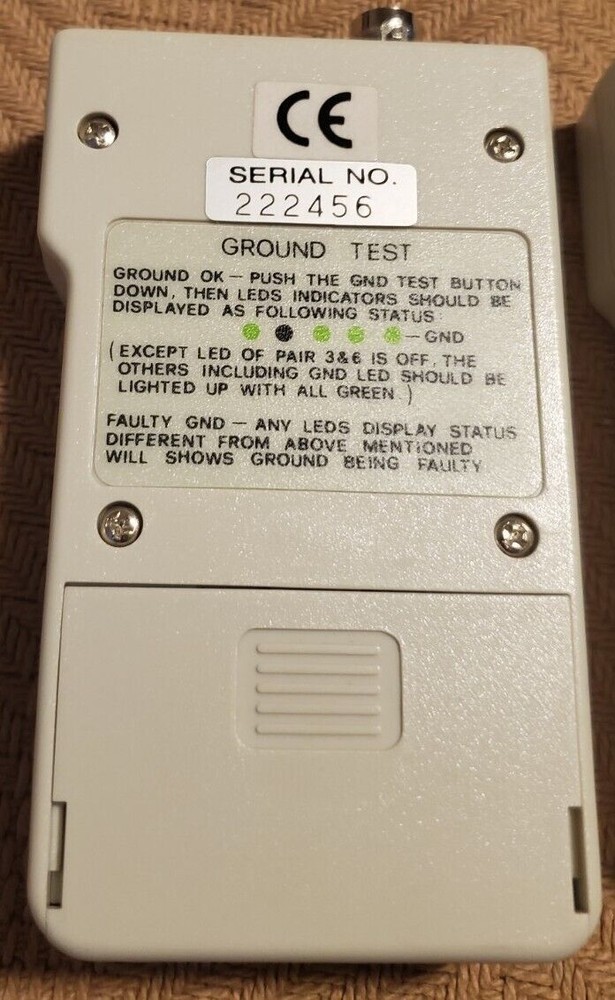 CE
SERIAL NO.
222456
GROUND TEST
GROUND OK — PUSH THE GND TEST BUTTON
DOWN, THEN LEDS INDICATORS SHOULD BE
DISPLAYED AS FOLLOWING STATUS:
— GND
(EXCEPT LED OF PAIR 3&6 IS OFF, THE
OTHERS INCLUDING GND LED SHOULD BE
LIGHTED UP WITH ALL GREEN.)
FAULTY GND — ANY LEDS DISPLAY STATUS
DIFFERENT FROM ABOVE MENTIONED
WILL SHOWS GROUND BEING FAULTY